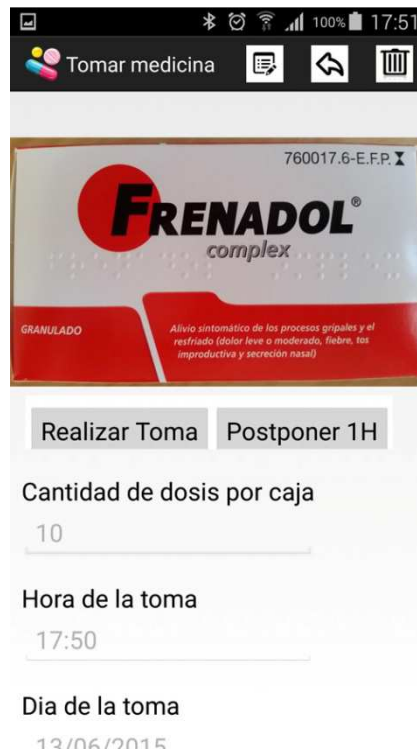 100% 17:51
Tomar medicina
760017.6-E.F.P.
FRENADOL®
complex
GRANULADO
Alivio sintomático de los procesos gripales y el
resfriado (dolor leve o moderado, fiebre, tos
improductiva y secreción nasal)
Realizar Toma Postponer 1H
Cantidad de dosis por caja
10
Hora de la toma
17:50
Dia de la toma
13/06/2015